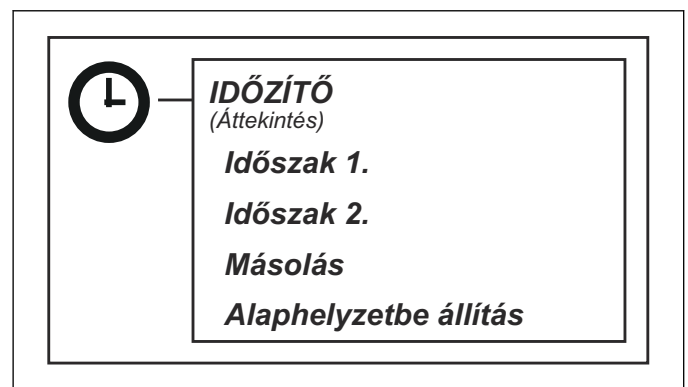 IDŐZÍTŐ
(Áttekintés)
Időszak 1.
Időszak 2.
Másolás
Alaphelyzetbe állítás